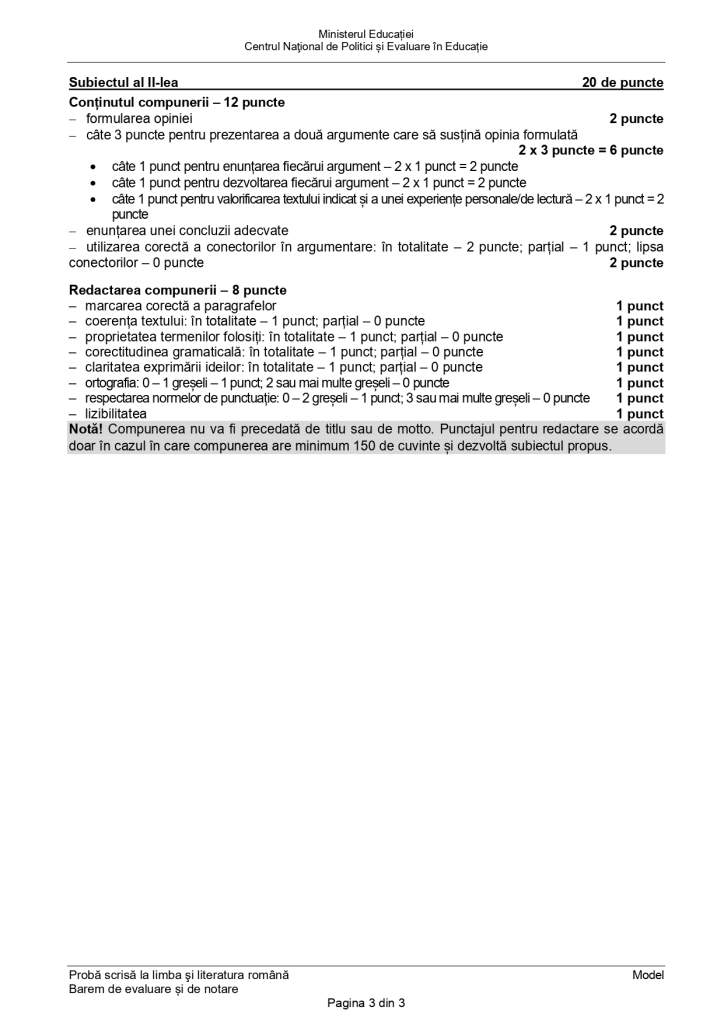 Ministerul Educației
Centrul Naţional de Politici și Evaluare în Educație
Subiectul al II-lea 20 de puncte
Conținutul compunerii – 12 puncte
– formularea opiniei 2 puncte
– câte 3 puncte pentru prezentarea a două argumente care să susțină opinia formulată
2 x 3 puncte = 6 puncte
• câte 1 punct pentru enunțarea fiecărui argument – 2 x 1 punct = 2 puncte
• câte 1 punct pentru dezvoltarea fiecărui argument – 2 x 1 punct = 2 puncte
• câte 1 punct pentru valorificarea textului indicat și a unei experiențe personale/de lectură – 2 x 1 punct = 2
puncte
– enunțarea unei concluzii adecvate 2 puncte
– utilizarea corectă a conectorilor în argumentare: în totalitate – 2 puncte; parțial – 1 punct; lipsa
conectorilor – 0 puncte 2 puncte
Redactarea compunerii – 8 puncte
– marcarea corectă a paragrafelor 1 punct
– coerența textului: în totalitate – 1 punct; parțial – 0 puncte 1 punct
– proprietatea termenilor folosiți: în totalitate – 1 punct; parțial – 0 puncte 1 punct
– corectitudinea gramaticală: în totalitate – 1 punct; parțial – 0 puncte 1 punct
– claritatea exprimării ideilor: în totalitate – 1 punct; parțial – 0 puncte 1 punct
– ortografia: 0 – 1 greșeli – 1 punct; 2 sau mai multe greșeli – 0 puncte 1 punct
– respectarea normelor de punctuație: 0 – 2 greșeli – 1 punct; 3 sau mai multe greșeli – 0 puncte 1 punct
– lizibilitatea 1 punct
Notă! Compunerea nu va fi precedată de titlu sau de motto. Punctajul pentru redactare se acordă
doar în cazul în care compunerea are minimum 150 de cuvinte și dezvoltă subiectul propus.
Probă scrisă la limba şi literatura română Model
Barem de evaluare și de notare
Pagina 3 din 3